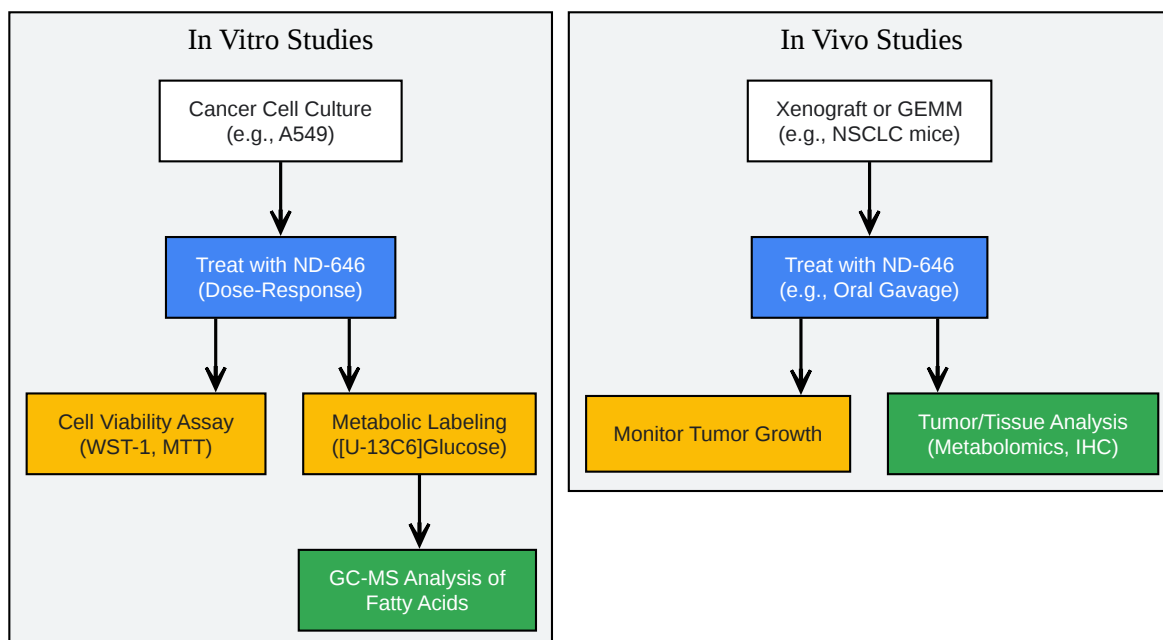 In Vitro Studies
Cancer Cell Culture
(e.g., A549)
Treat with ND-646
(Dose-Response)
Cell Viability Assay
(WST-1, MTT)
Metabolic Labeling
([U-13C6]Glucose)
GC-MS Analysis of
Fatty Acids
In Vivo Studies
Xenograft or GEMM
(e.g., NSCLC mice)
Treat with ND-646
(e.g., Oral Gavage)
Monitor Tumor Growth
Tumor/Tissue Analysis
(Metabolomics, IHC)